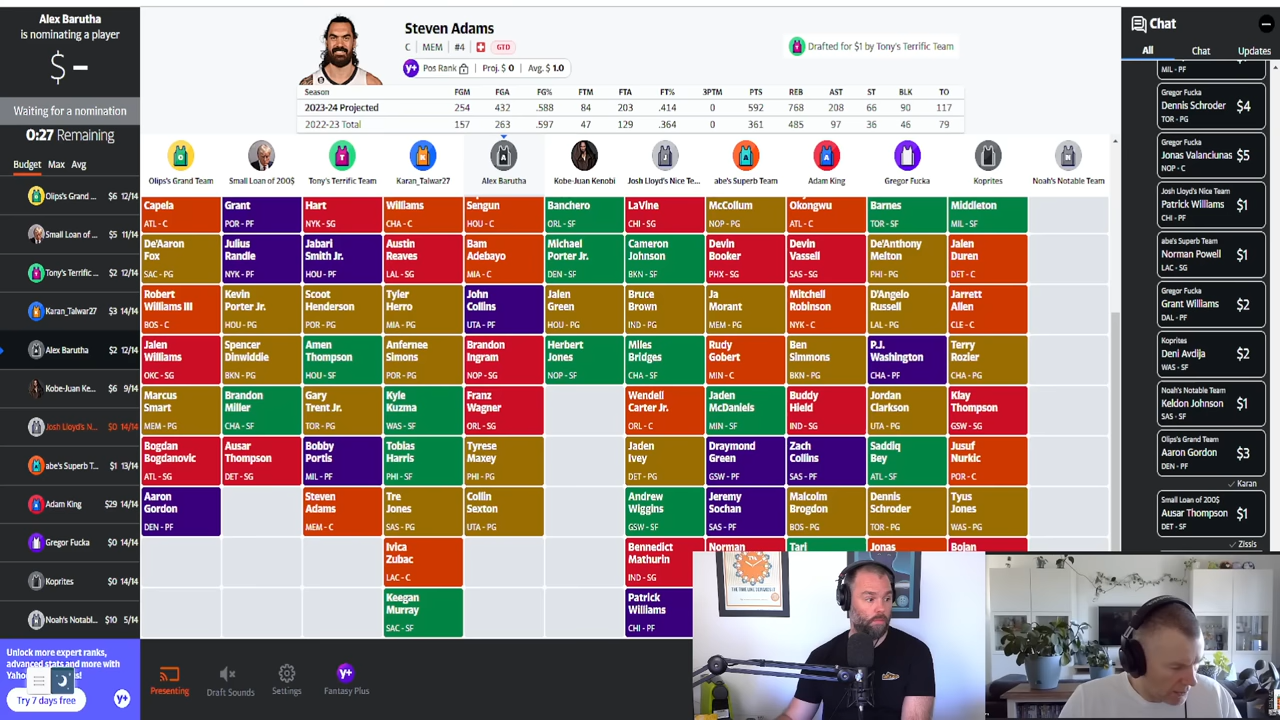 Alex Barutha
is nominating a player
$ -
Waiting for a nomination
0:27 Remaining
Budget Max Avg
Olips's Grand ... $6 12/14
Small Loan of ... $5 11/14
Tony's Terrific ... $2 12/14
Karan_Talwar27 $3 14/14
Alex Barutha $2 12/14
Kobe-Juan Ke... $6 9/14
Josh Lloyd's N... $0 14/14
abe's Superb T... $1 13/14
Adam King $29 14/14
Gregor Fucka $0 14/14
Koprites $0 14/14
Noah's Notabl... $10 5/14
Unlock more expert ranks,
advanced stats and more with
Try 7 days free
y+
Steven Adams
C | MEM | #4 GTD
y+ Pos Rank | Proj. $ 0 | Avg. $ 1.0
Drafted for $1 by Tony's Terrific Team
Season FGM FGA FG% FTM FTA FT% 3PTM PTS REB AST ST BLK TO
2023-24 Projected 254 432 .588 84 203 .414 0 592 768 208 66 90 117
2022-23 Total 157 263 .597 47 129 .364 0 361 485 97 36 46 79
Olips's Grand Team Small Loan of 200$ Tony's Terrific Team Karan_Talwar27 Alex Barutha Kobe-Juan Kenobi Josh Lloyd's Nice Te... abe's Superb Team Adam King Gregor Fucka Koprites Noah's Notable Team
Capela Grant Hart Williams Sengun Banchero LaVine McCollum Okongwu Barnes Middleton
ATL - C POR - PF NYK - SG CHA - C HOU - C ORL - SF CHI - SG NOP - PG ATL - C TOR - SF MIL - SF
De'Aaron Julius Jabari Austin Bam Michael Cameron Devin Devin De'Anthony Jalen
Fox Randle Smith Jr. Reaves Adebayo Porter Jr. Johnson Booker Vassell Melton Duren
SAC - PG NYK - PF HOU - PF LAL - SG MIA - C DEN - SF BKN - SF PHX - SG SAS - SG PHI - PG DET - C
Robert Kevin Scoot Tyler John Jalen Bruce Ja Mitchell D'Angelo Jarrett
Williams III Porter Jr. Henderson Herro Collins Green Brown Morant Robinson Russell Allen
BOS - C HOU - PG POR - PG MIA - PG UTA - PF HOU - PG IND - PG MEM - PG NYK - C LAL - PG CLE - C
Jalen Spencer Amen Anfernee Brandon Herbert Miles Rudy Ben P.J. Terry
Williams Dinwiddie Thompson Simons Ingram Jones Bridges Gobert Simmons Washington Rozier
OKC - SG BKN - PG HOU - SF POR - PG NOP - SG NOP - SF CHA - SF MIN - C BKN - PG CHA - PF CHA - PG
Marcus Brandon Gary Kyle Franz Wendell Jaden Buddy Jordan Klay
Smart Miller Trent Jr. Kuzma Wagner Carter Jr. McDaniels Hield Clarkson Thompson
MEM - PG CHA - SF TOR - PG WAS - SF ORL - SG ORL - C MIN - SF IND - SG UTA - PG GSW - SG
Bogdan Ausar Bobby Tobias Tyrese Jaden Draymond Zach Saddiq Jusuf
Bogdanovic Thompson Portis Harris Maxey Ivey Green Collins Bey Nurkic
ATL - SG DET - SG MIL - PF PHI - SF PHI - PG DET - PG GSW - PF SAS - PF ATL - SF POR - C
Aaron Steven Tre Collin Andrew Jeremy Malcolm Dennis Tyus
Gordon Adams Jones Sexton Wiggins Sochan Brogdon Schroder Jones
DEN - PF MEM - C SAS - PG UTA - PG GSW - SF SAS - PF BOS - PG TOR - PG WAS - PG
Ivica Bennedict Norman Tari Jonas Bojan
Zubac Mathurin
LAC - C IND - SG
Keegan Patrick
Murray Williams
SAC - SF CHI - PF
Presenting
Draft Sounds
Settings
y+
Fantasy Plus
Chat
All Chat Updates
MIL - PF
Gregor Fucka
Dennis Schroder $4
TOR - PG
Gregor Fucka
Jonas Valanciunas $5
NOP - C
Josh Lloyd's Nice Team
Patrick Williams $1
CHI - PF
abe's Superb Team
Norman Powell $1
LAC - SG
Gregor Fucka
Grant Williams $2
DAL - PF
Koprites
Deni Avdija $2
WAS - SF
Noah's Notable Team
Keldon Johnson $1
SAS - SF
Olips's Grand Team
Aaron Gordon $3
DEN - PF
Karan
Small Loan of 200$
Ausar Thompson $1
DET - SF
Zissis